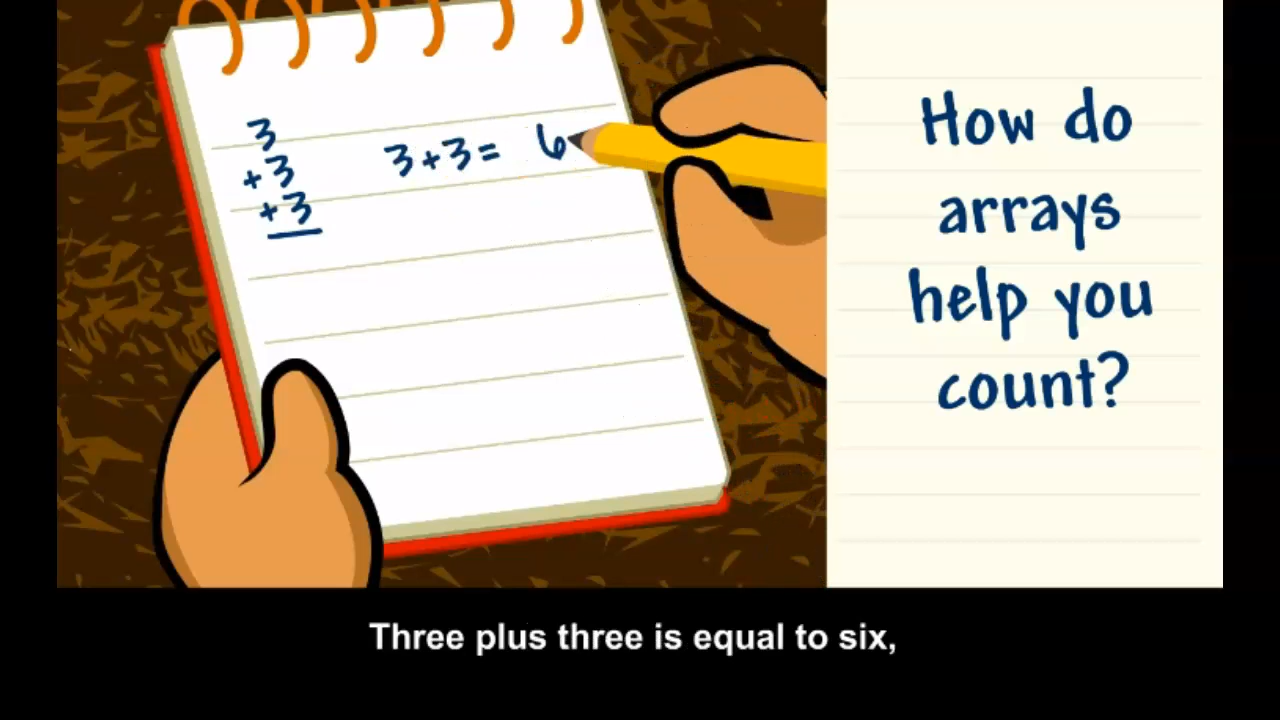 3
+3
+3
3+3= 6
How do
arrays
help you
count?
Three plus three is equal to six,